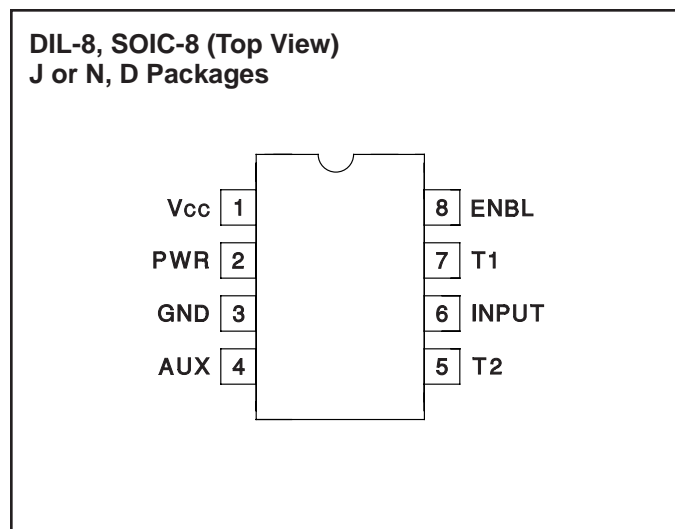 DIL-8, SOIC-8 (Top View)
J or N, D Packages
Vcc 1 8 ENBL
PWR 2 7 T1
GND 3 6 INPUT
AUX 4 5 T2